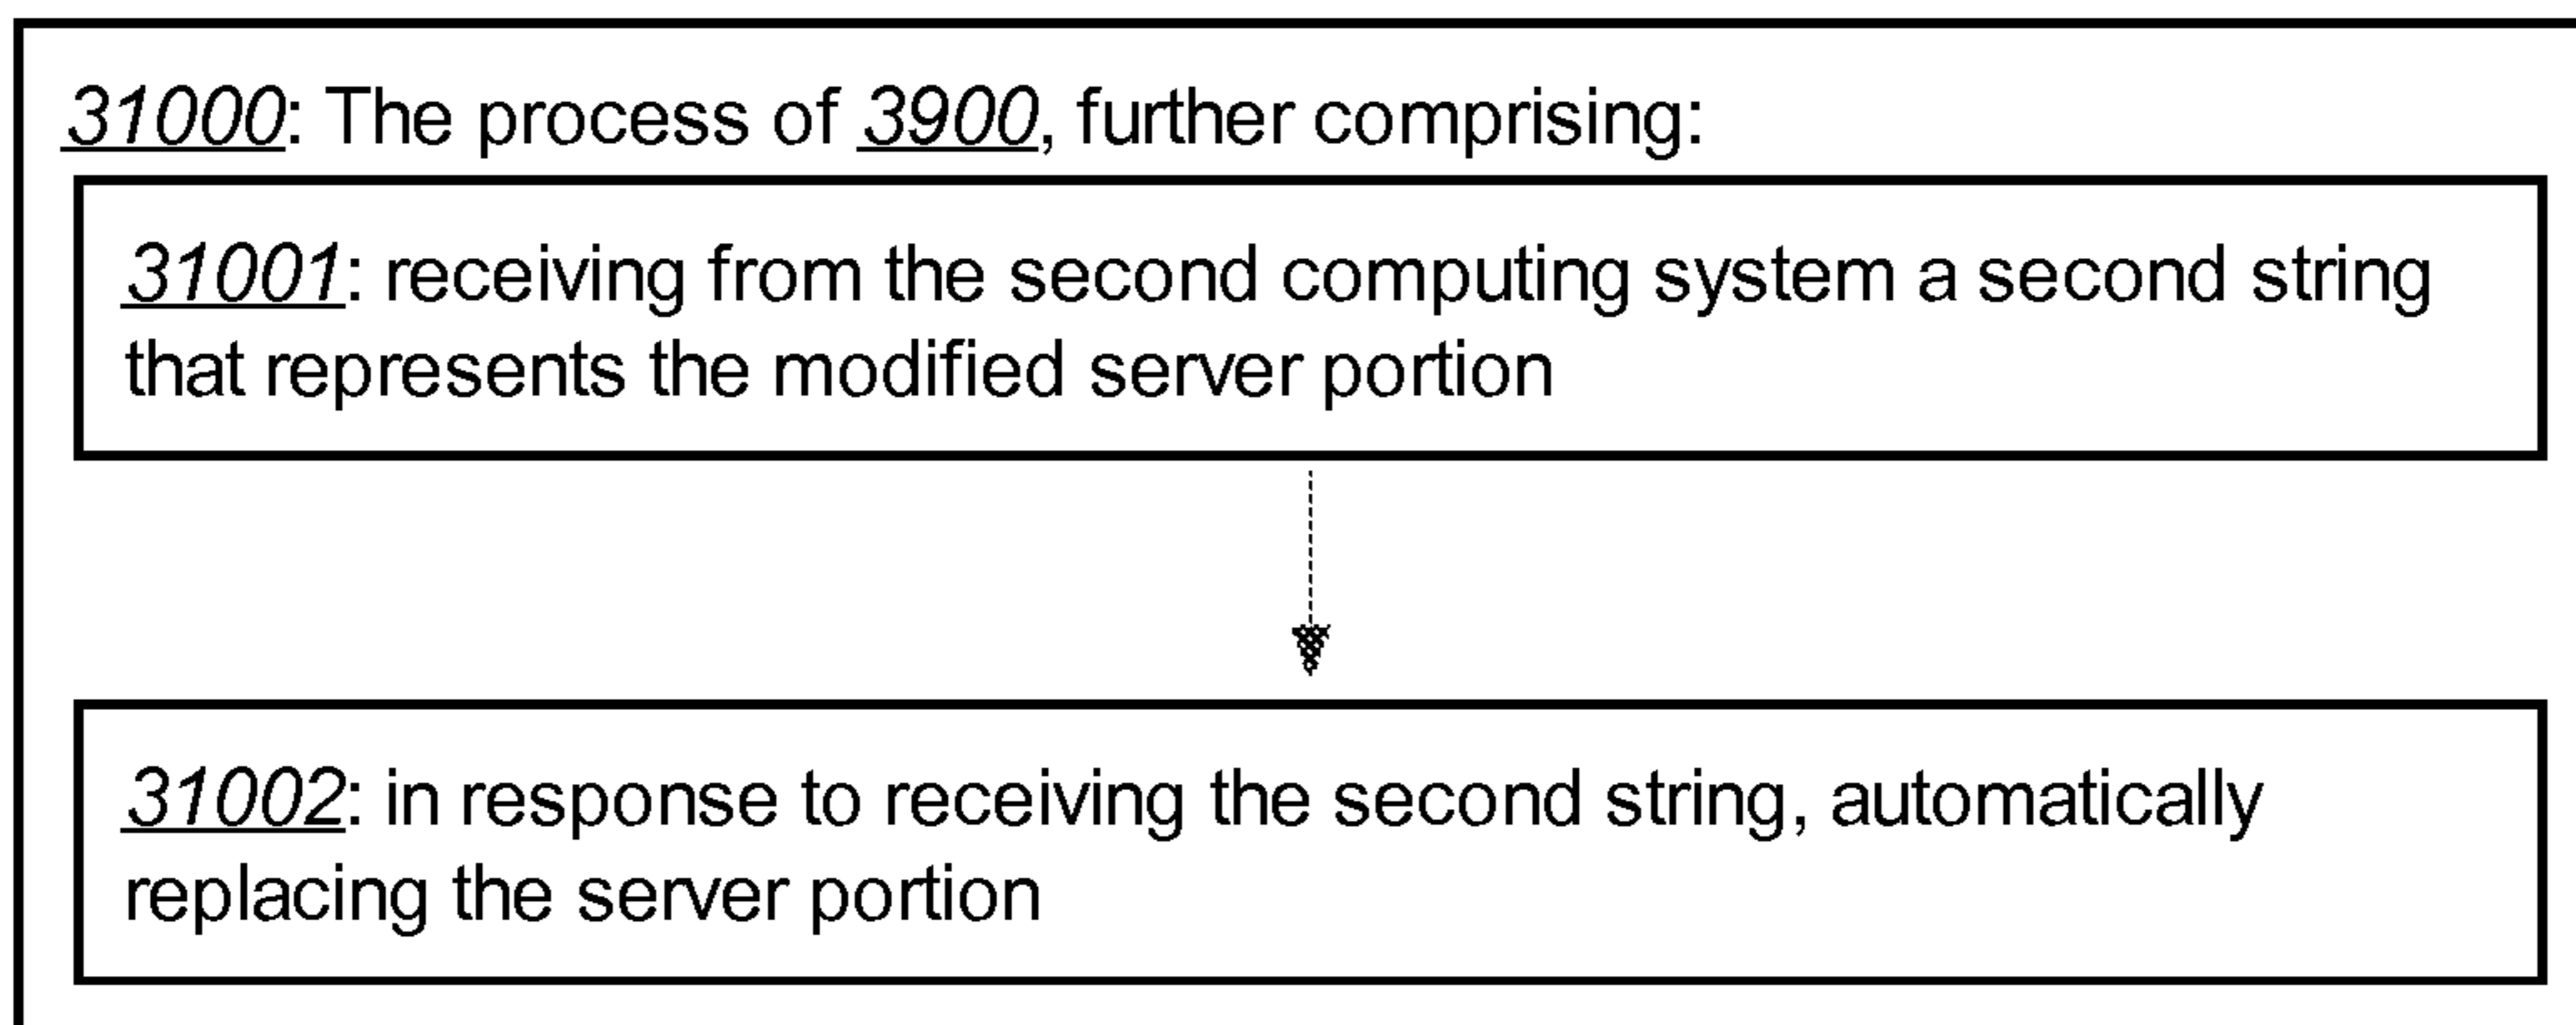 31000: The process of 3900, further comprising:
31001: receiving from the second computing system a second string
that represents the modified server portion
31002: in response to receiving the second string, automatically
replacing the server portion